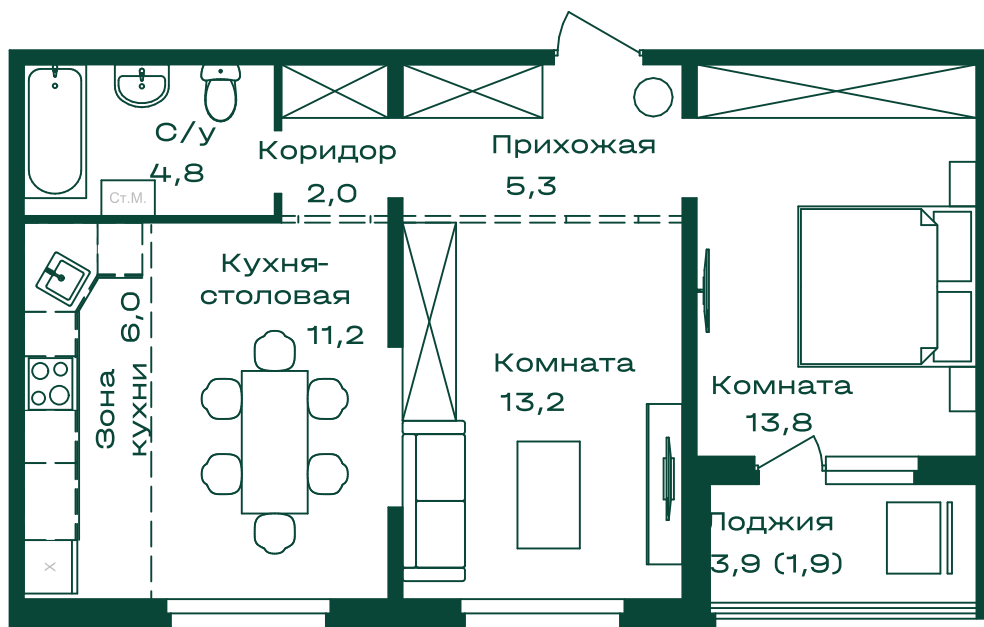 С/у
4,8
Ст.М.
Коридор
2,0
Прихожая
5,3
Кухня-
столовая
11,2
Зона
кухни 6,0
Комната
13,2
Комната
13,8
Лоджия
3,9 (1,9)
X